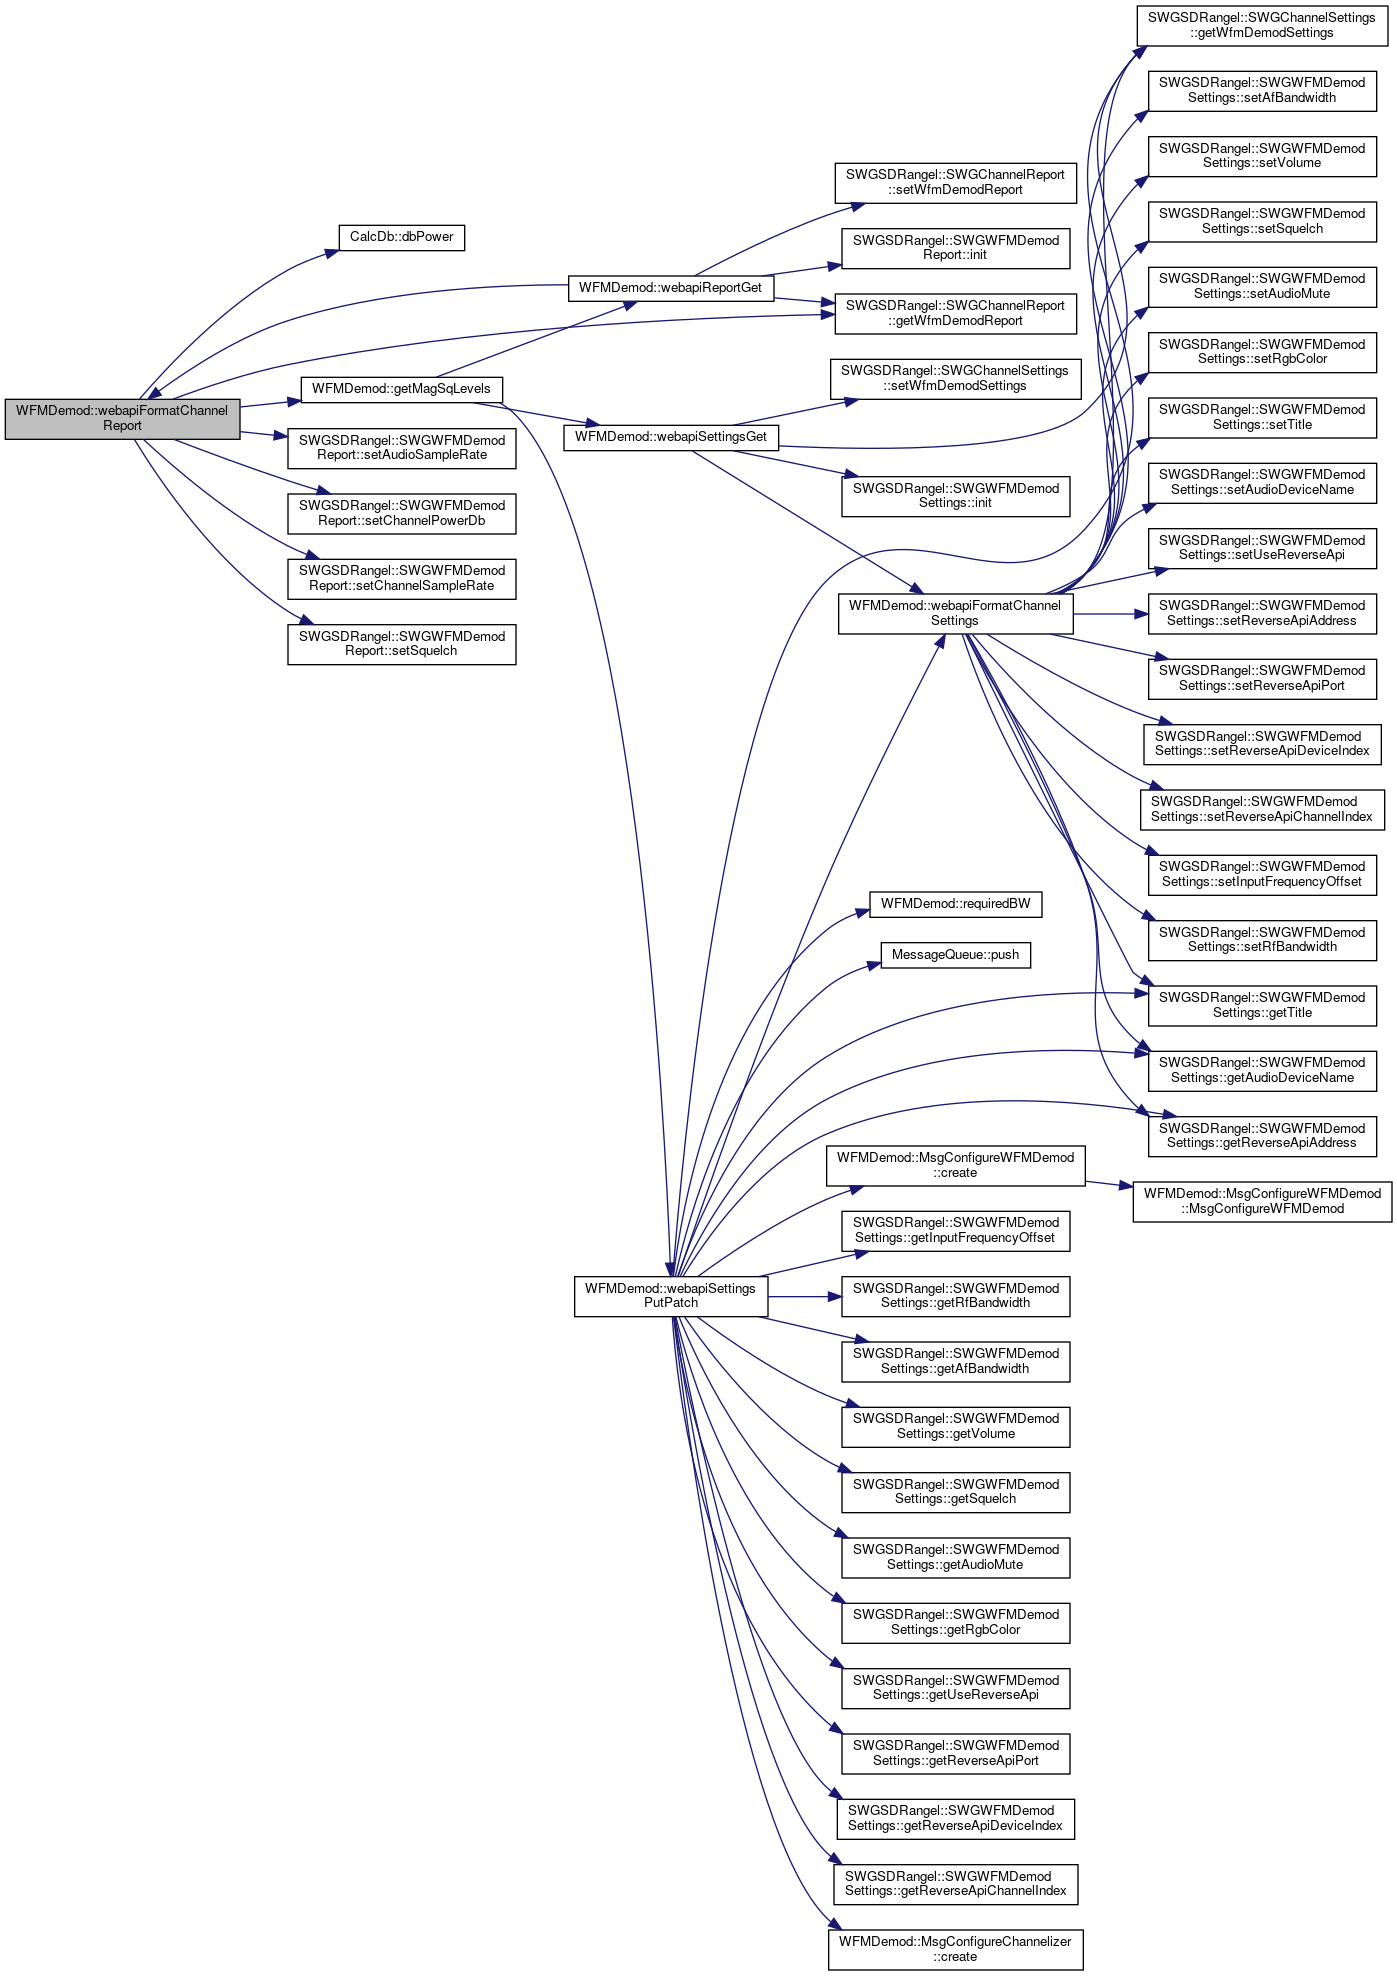 WFMDemod::webapiFormatChannel
Report
CalcDb::dbPower
WFMDemod::getMagSqLevels
SWGSDRangel::SWGWFMDemod
Report::setAudioSampleRate
SWGSDRangel::SWGWFMDemod
Report::setChannelPowerDb
SWGSDRangel::SWGWFMDemod
Report::setChannelSampleRate
SWGSDRangel::SWGWFMDemod
Report::setSquelch
WFMDemod::webapiReportGet
WFMDemod::webapiSettingsGet
WFMDemod::webapiSettings
PutPatch
SWGSDRangel::SWGChannelReport
::setWfmDemodReport
SWGSDRangel::SWGWFMDemod
Report::init
SWGSDRangel::SWGChannelReport
::getWfmDemodReport
SWGSDRangel::SWGChannelSettings
::setWfmDemodSettings
SWGSDRangel::SWGWFMDemod
Settings::init
WFMDemod::webapiFormatChannel
Settings
WFMDemod::requiredBW
MessageQueue::push
WFMDemod::MsgConfigureWFMDemod
::create
SWGSDRangel::SWGWFMDemod
Settings::getInputFrequencyOffset
SWGSDRangel::SWGWFMDemod
Settings::getRfBandwidth
SWGSDRangel::SWGWFMDemod
Settings::getAfBandwidth
SWGSDRangel::SWGWFMDemod
Settings::getVolume
SWGSDRangel::SWGWFMDemod
Settings::getSquelch
SWGSDRangel::SWGWFMDemod
Settings::getAudioMute
SWGSDRangel::SWGWFMDemod
Settings::getRgbColor
SWGSDRangel::SWGWFMDemod
Settings::getUseReverseApi
SWGSDRangel::SWGWFMDemod
Settings::getReverseApiPort
SWGSDRangel::SWGWFMDemod
Settings::getReverseApiDeviceIndex
SWGSDRangel::SWGWFMDemod
Settings::getReverseApiChannelIndex
WFMDemod::MsgConfigureChannelizer
::create
SWGSDRangel::SWGChannelSettings
::getWfmDemodSettings
SWGSDRangel::SWGWFMDemod
Settings::setAfBandwidth
SWGSDRangel::SWGWFMDemod
Settings::setVolume
SWGSDRangel::SWGWFMDemod
Settings::setSquelch
SWGSDRangel::SWGWFMDemod
Settings::setAudioMute
SWGSDRangel::SWGWFMDemod
Settings::setRgbColor
SWGSDRangel::SWGWFMDemod
Settings::setTitle
SWGSDRangel::SWGWFMDemod
Settings::setAudioDeviceName
SWGSDRangel::SWGWFMDemod
Settings::setUseReverseApi
SWGSDRangel::SWGWFMDemod
Settings::setReverseApiAddress
SWGSDRangel::SWGWFMDemod
Settings::setReverseApiPort
SWGSDRangel::SWGWFMDemod
Settings::setReverseApiDeviceIndex
SWGSDRangel::SWGWFMDemod
Settings::setReverseApiChannelIndex
SWGSDRangel::SWGWFMDemod
Settings::setInputFrequencyOffset
SWGSDRangel::SWGWFMDemod
Settings::setRfBandwidth
SWGSDRangel::SWGWFMDemod
Settings::getTitle
SWGSDRangel::SWGWFMDemod
Settings::getAudioDeviceName
SWGSDRangel::SWGWFMDemod
Settings::getReverseApiAddress
WFMDemod::MsgConfigureWFMDemod
::MsgConfigureWFMDemod